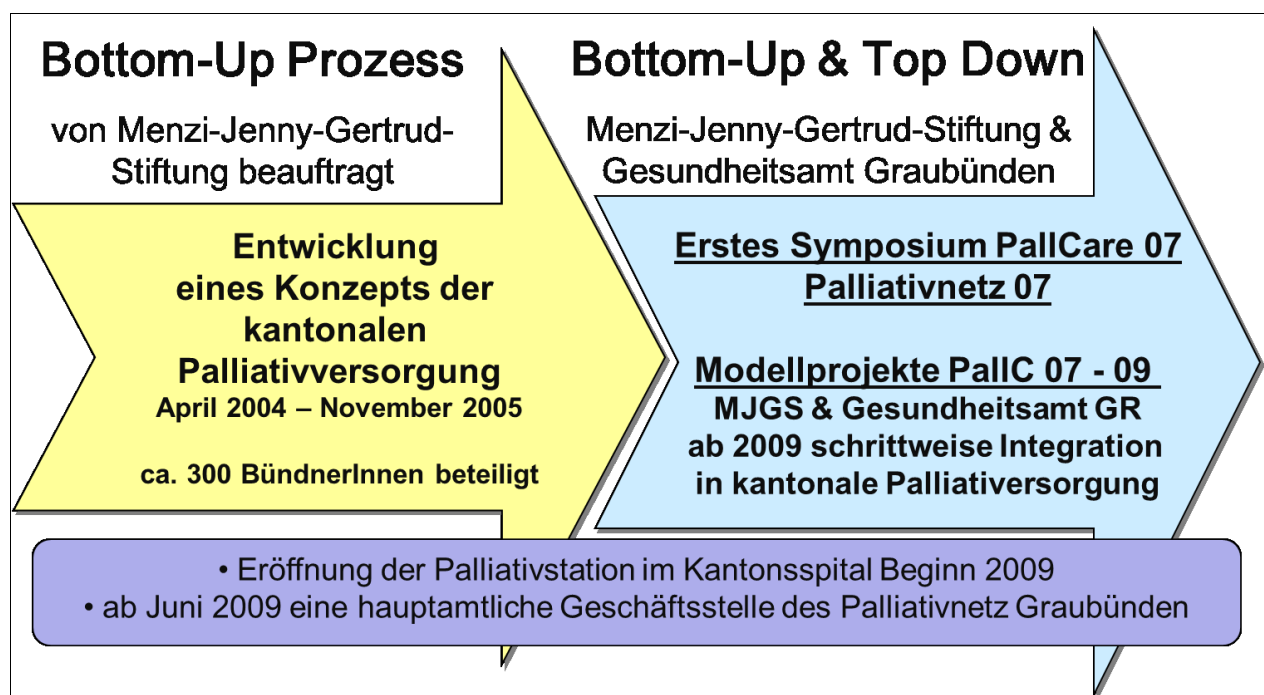 Bottom-Up Prozess
von Menzi-Jenny-Gertrud-
Stiftung beauftragt
Entwicklung
eines Konzepts der
kantonalen
Palliativversorgung
April 2004 – November 2005
ca. 300 BündnerInnen beteiligt
Bottom-Up & Top Down
Menzi-Jenny-Gertrud-Stiftung &
Gesundheitsamt Graubünden
Erstes Symposium PallCare 07
Palliativnetz 07
Modellprojekte PallC 07 - 09
MJGS & Gesundheitsamt GR
ab 2009 schrittweise Integration
in kantonale Palliativersorgung
• Eröffnung der Palliativstation im Kantonsspital Beginn 2009
• ab Juni 2009 eine hauptamtliche Geschäftsstelle des Palliativnetz Graubünden